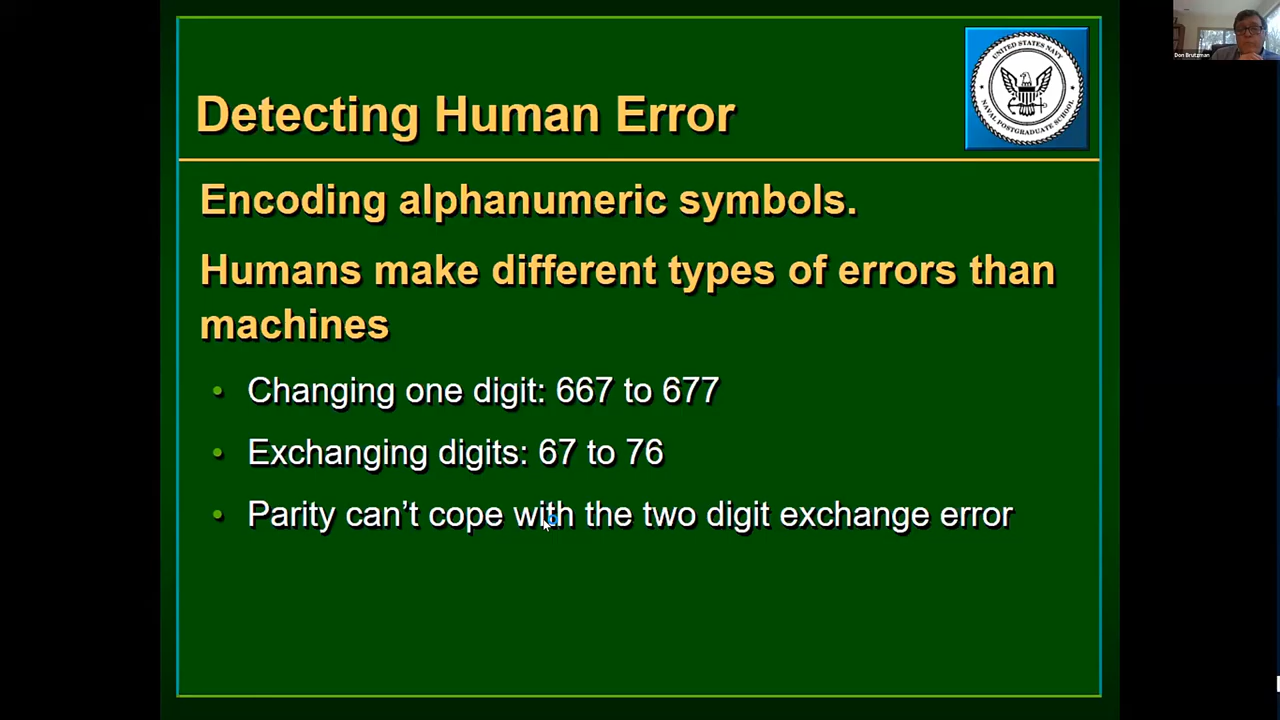 Detecting Human Error
UNITED STATES NAVY
NAVAL POSTGRADUATE SCHOOL
Don Brutzman
Encoding alphanumeric symbols.
Humans make different types of errors than
machines
• Changing one digit: 667 to 677
• Exchanging digits: 67 to 76
• Parity can't cope with the two digit exchange error